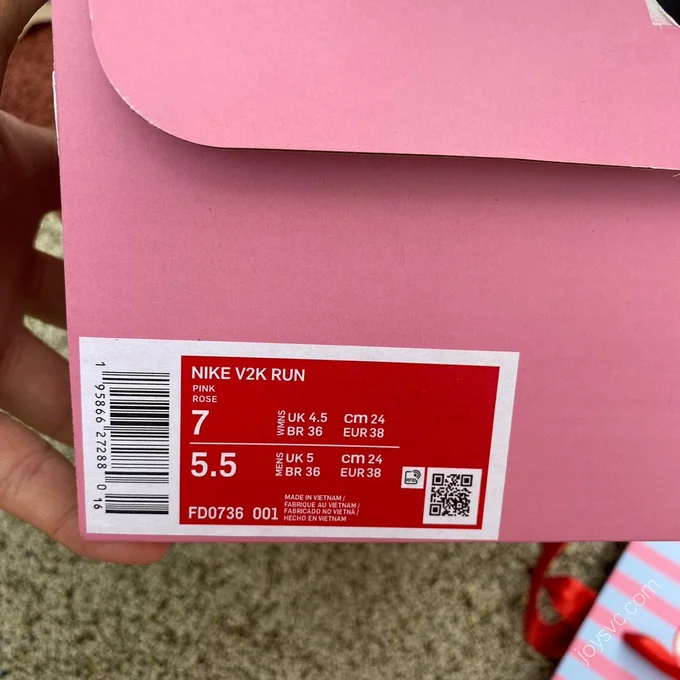 NIKE V2K RUN
PINK
ROSE
7 WMNS UK 4.5 cm 24
BR 36 EUR 38
5.5 MENS UK 5 cm 24
BR 36 EUR 38
FD0736 001
MADE IN VIETNAM /
FABRIQUE AU VIETNAM /
FABRICADO NO VIETNÃ /
HECHO EN VIETNAM
1 95866 27288 0 16
joysvc.com